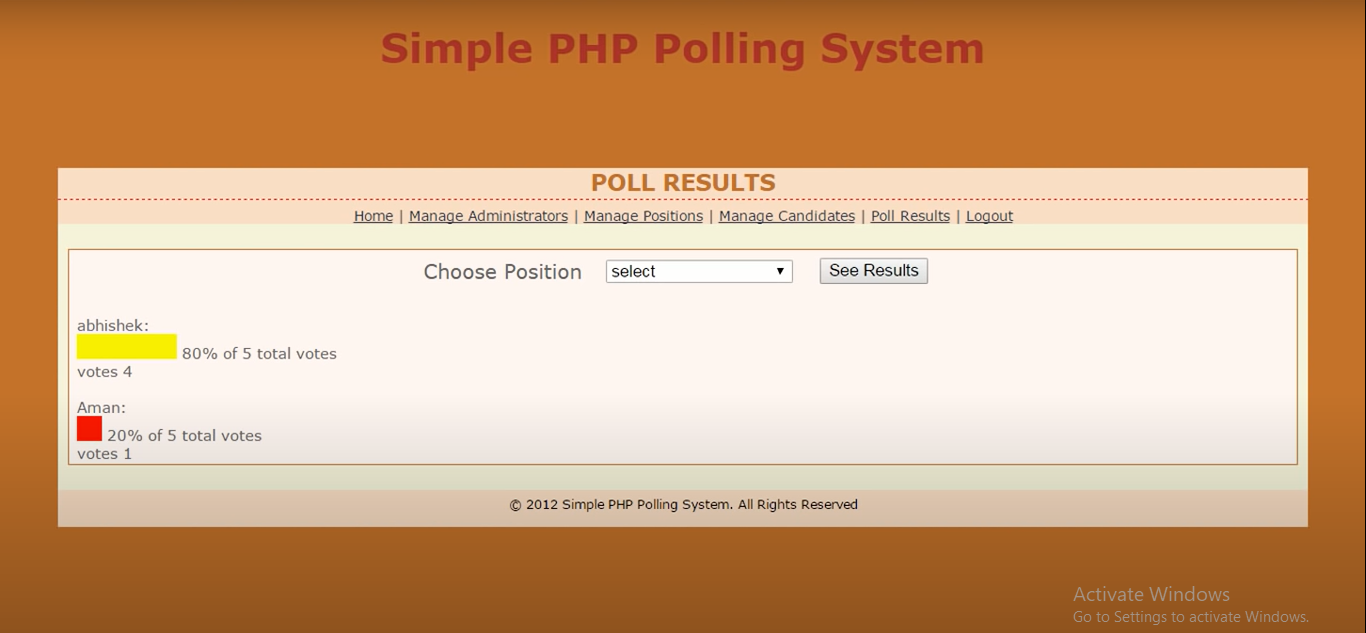 Simple PHP Polling System
POLL RESULTS
Home | Manage Administrators | Manage Positions | Manage Candidates | Poll Results | Logout
Choose Position select See Results
abhishek:
80% of 5 total votes
votes 4
Aman:
20% of 5 total votes
votes 1
© 2012 Simple PHP Polling System. All Rights Reserved
Activate Windows
Go to Settings to activate Windows.